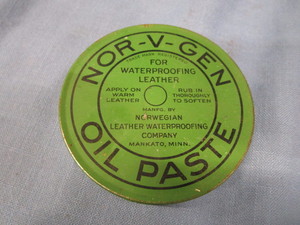 NOR-V-GEN
FOR
WATERPROOFING
LEATHER
APPLY ON
WARM
LEATHER
RUB IN
THOROUGHLY
TO SOFTEN
MANFG. BY
NORWEGIAN
LEATHER WATERPROOFING
COMPANY
MANKATO, MINN.
OIL PASTE